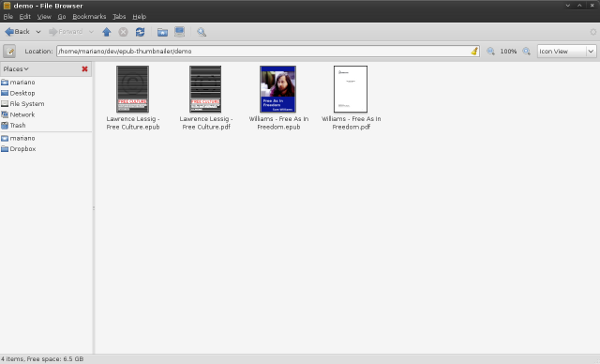 demo - File Browser
File Edit View Go Bookmarks Tabs Help
Back Forward
Location: /home/mariano/dev/epub-thumbnailer/demo 100% Icon View
Places
mariano
Desktop
File System
Network
Trash
mariano
Dropbox
FREE CULTURE
Lawrence Lessig -
Free Culture.epub
FREE CULTURE
Lawrence Lessig -
Free Culture.pdf
Free As in
Freedom
Sam Williams
Williams - Free As In
Freedom.epub
Williams - Free As In
Freedom.pdf
4 items, Free space: 6.5 GB